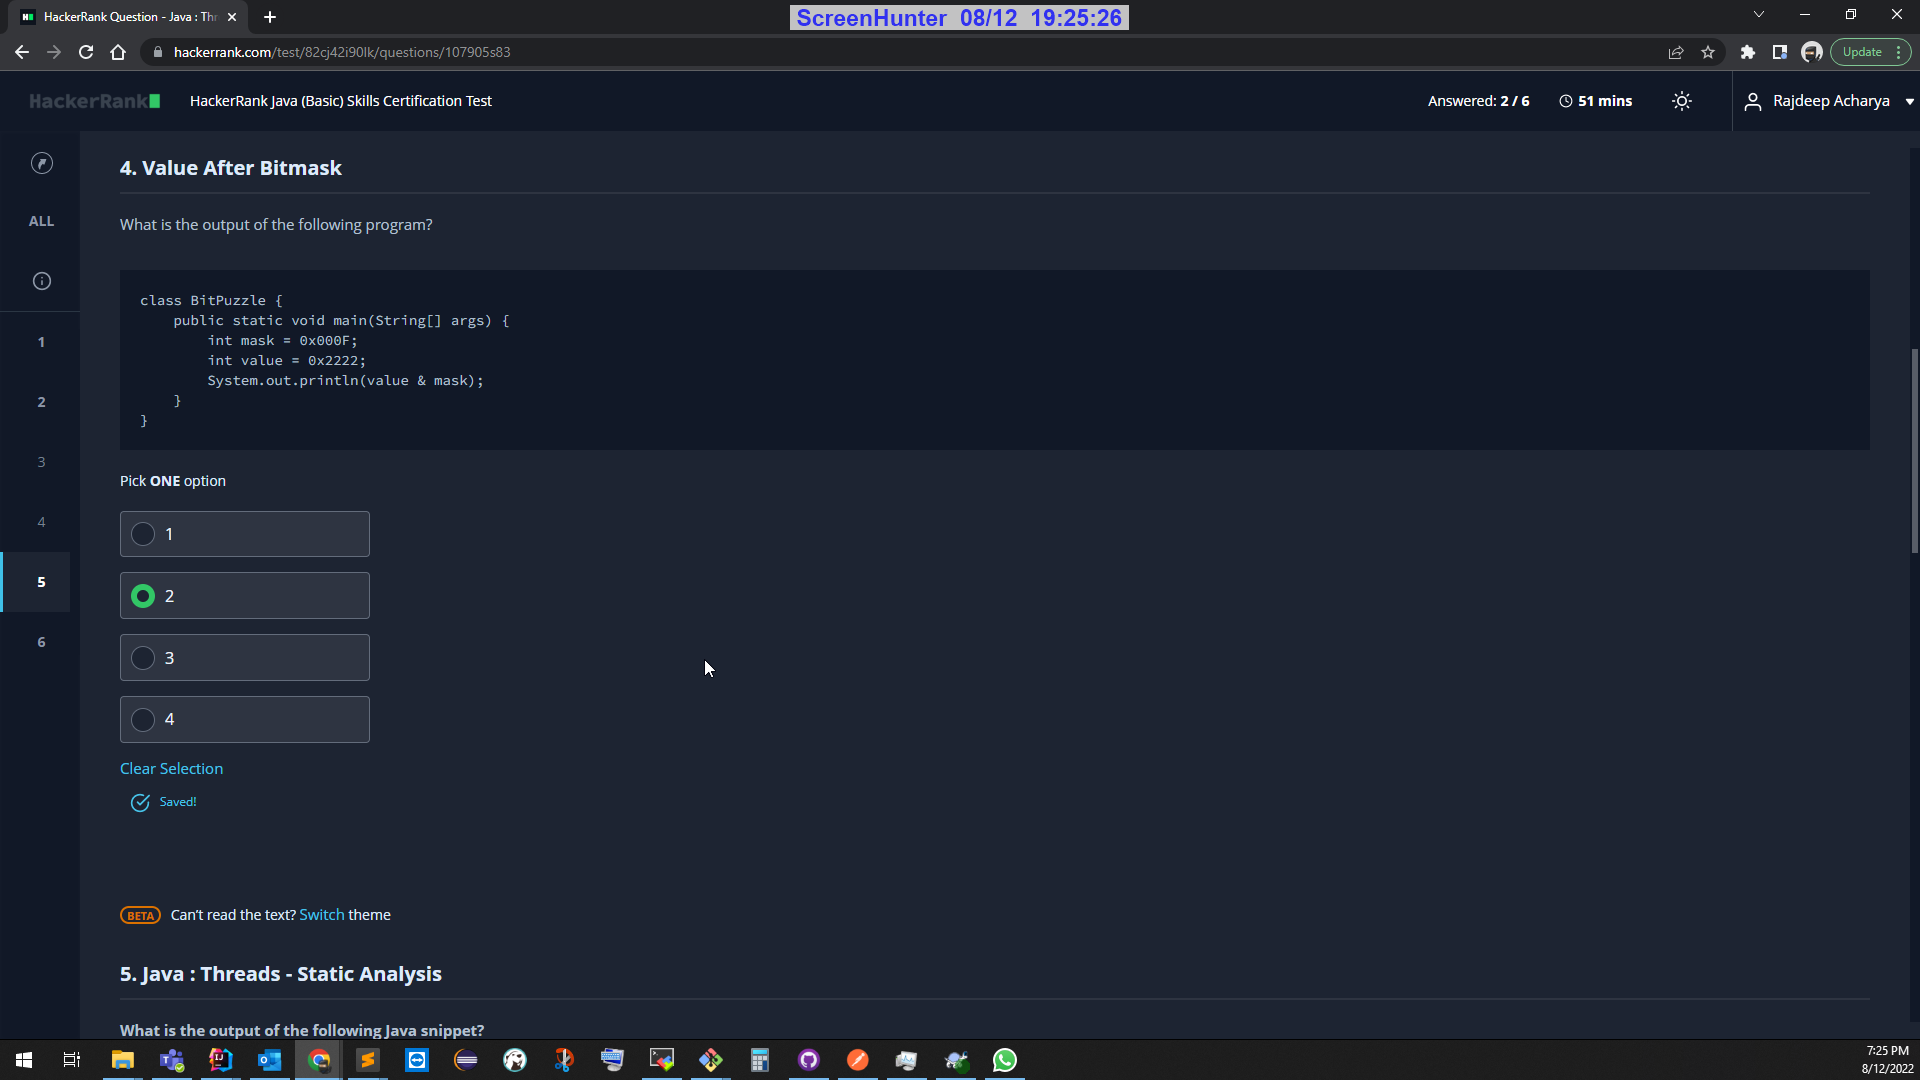 HackerRank Question - Java : Thr
ScreenHunter 08/12 19:25:26
hackerrank.com/test/82cj42i90lk/questions/107905s83
Update
HackerRank
HackerRank Java (Basic) Skills Certification Test
Answered: 2 / 6
51 mins
Rajdeep Acharya
ALL
1
2
3
4
5
6
4. Value After Bitmask
What is the output of the following program?
class BitPuzzle {
public static void main(String[] args) {
int mask = 0x000F;
int value = 0x2222;
System.out.println(value & mask);
}
}
Pick ONE option
1
2
3
4
Clear Selection
Saved!
BETA Can't read the text? Switch theme
5. Java : Threads - Static Analysis
What is the output of the following Java snippet?
7:25 PM
8/12/2022